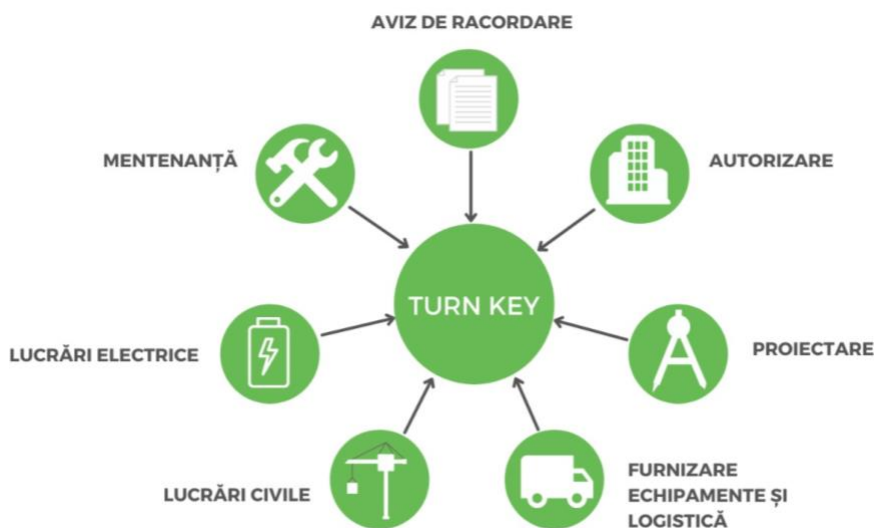 AVIZ DE RACORDARE
MENTENANȚĂ
AUTORIZARE
TURN KEY
LUCRĂRI ELECTRICE
PROIECTARE
LUCRĂRI CIVILE
FURNIZARE
ECHIPAMENTE ȘI
LOGISTICĂ